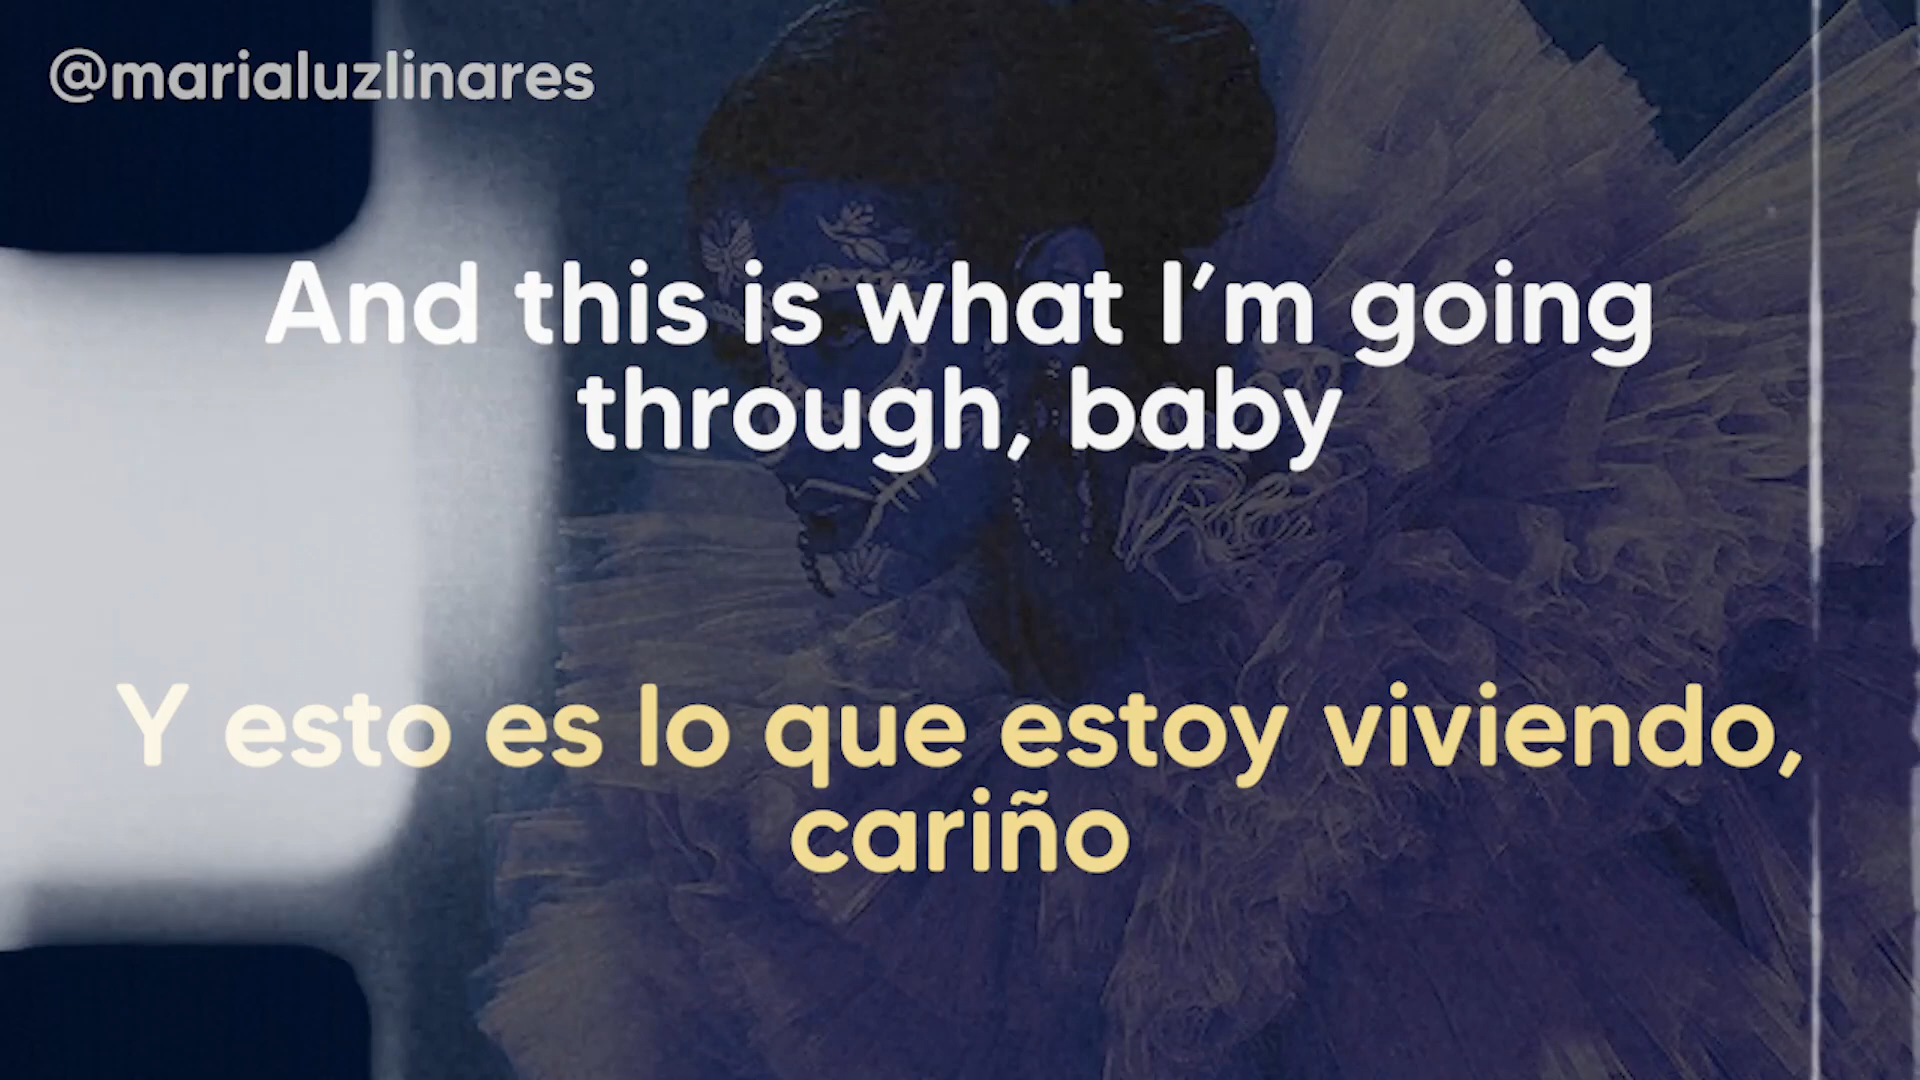 @marialuzlinares
And this is what I’m going
through, baby
Y esto es lo que estoy viviendo,
cariño